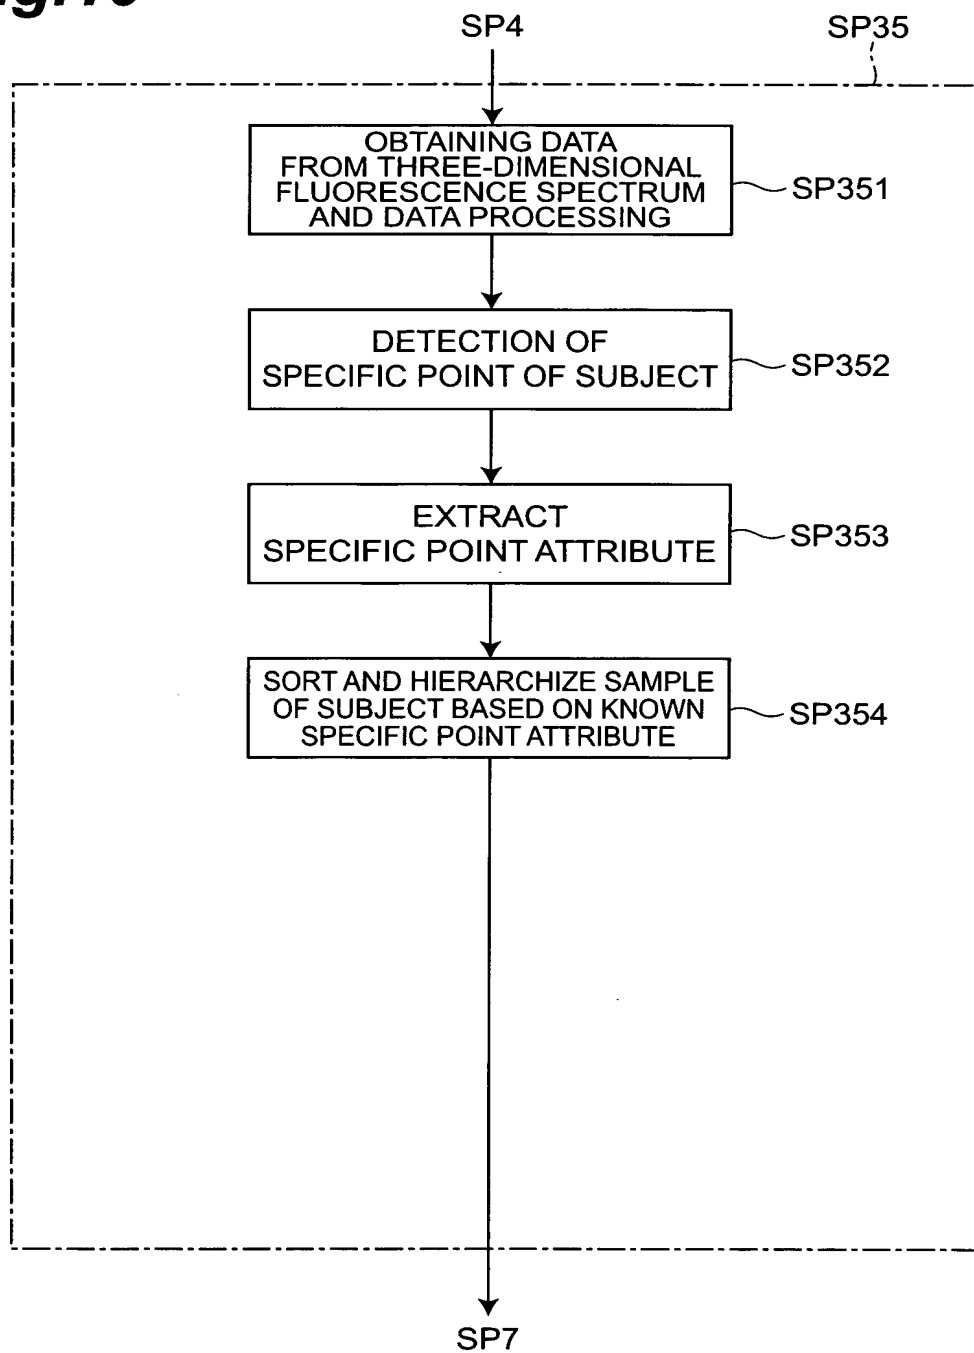 SP4
SP35
OBTAINING DATA
FROM THREE-DIMENSIONAL
FLUORESCENCE SPECTRUM
AND DATA PROCESSING
SP351
DETECTION OF
SPECIFIC POINT OF SUBJECT
SP352
EXTRACT
SPECIFIC POINT ATTRIBUTE
SP353
SORT AND HIERARCHIZE SAMPLE
OF SUBJECT BASED ON KNOWN
SPECIFIC POINT ATTRIBUTE
SP354
SP7